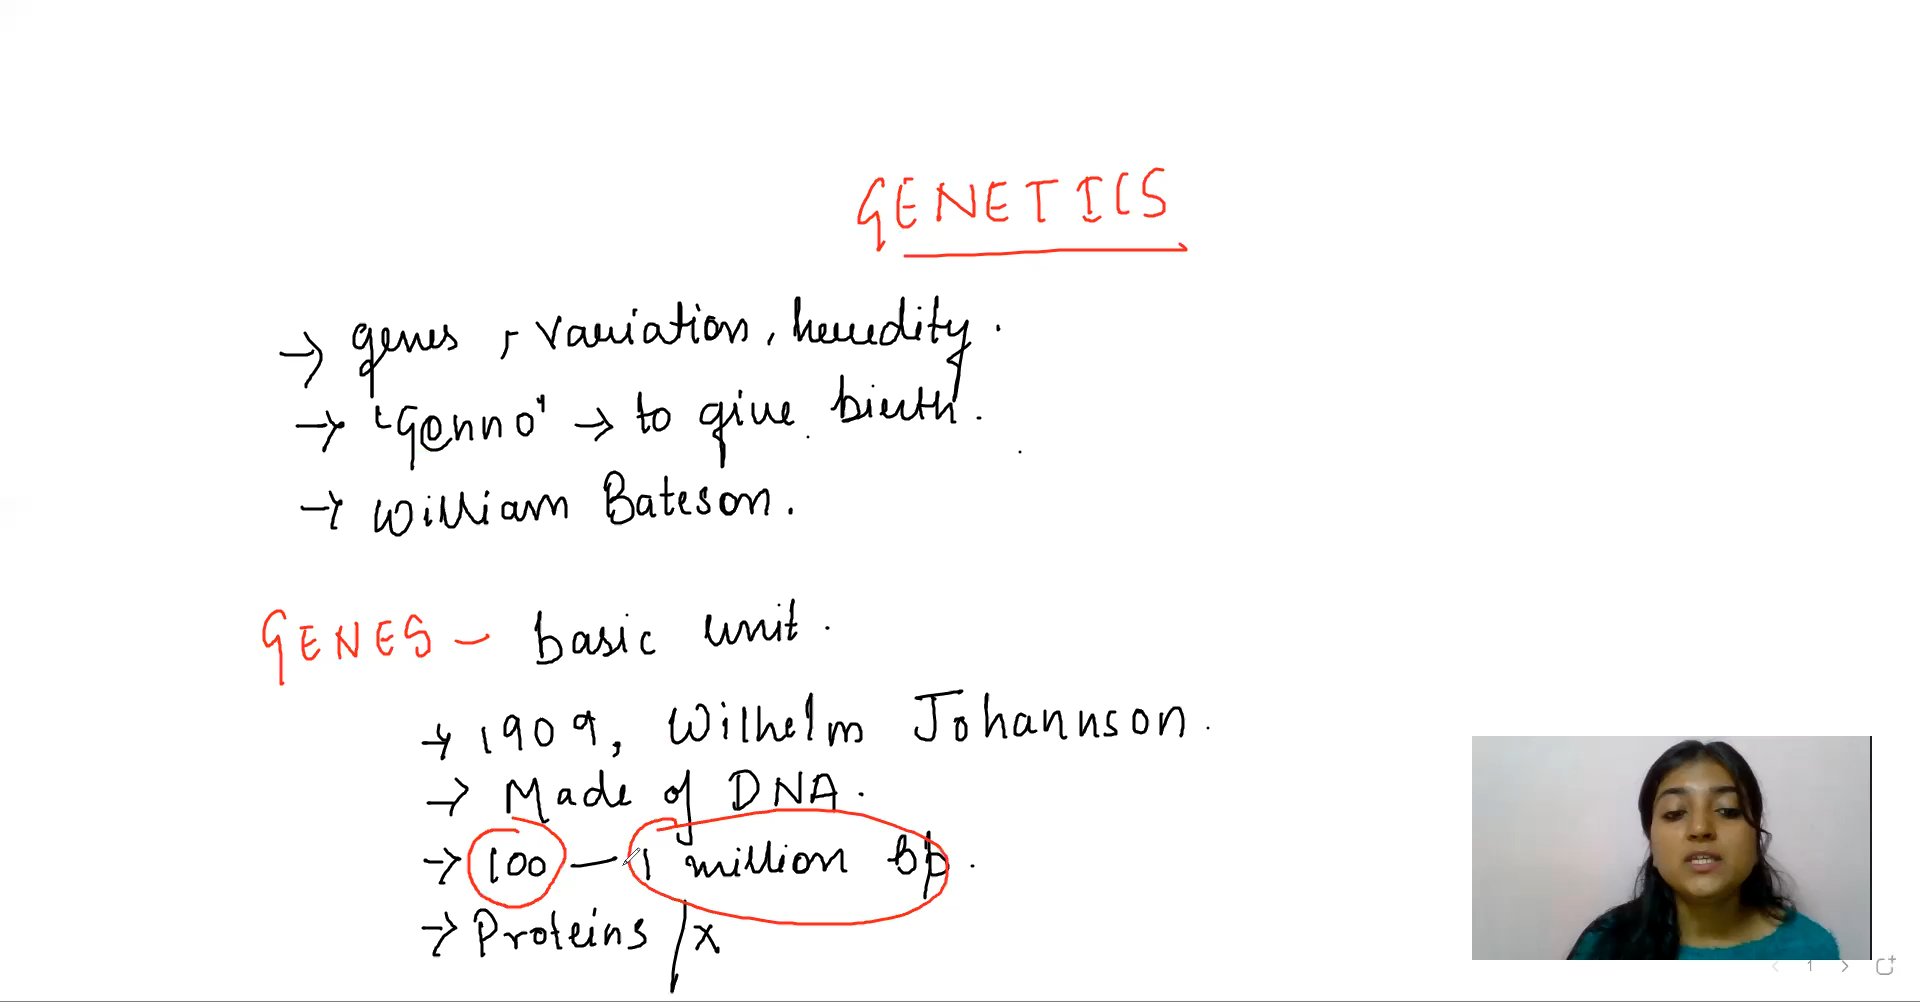 GENETICS
→ genes, variation, heredity.
→ "Genno" → to give birth.
→ William Bateson.
GENES - basic unit.
→ 1909, Wilhelm Johannson.
→ Made of DNA.
→ 100 — 1 million bp.
→ Proteins / x
1